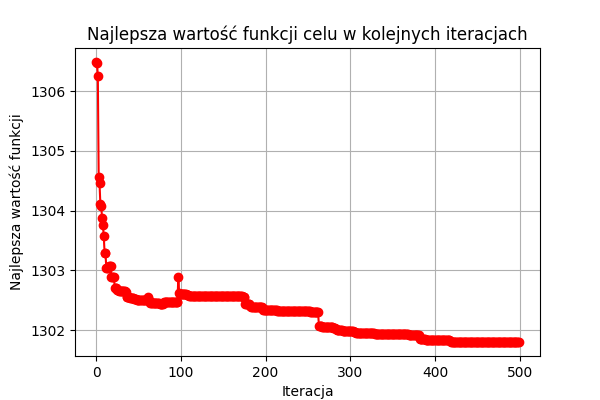 Najlepsza wartość funkcji celu w kolejnych iteracjach
Najlepsza wartość funkcji
1306
1305
1304
1303
1302
0 100 200 300 400 500
Iteracja